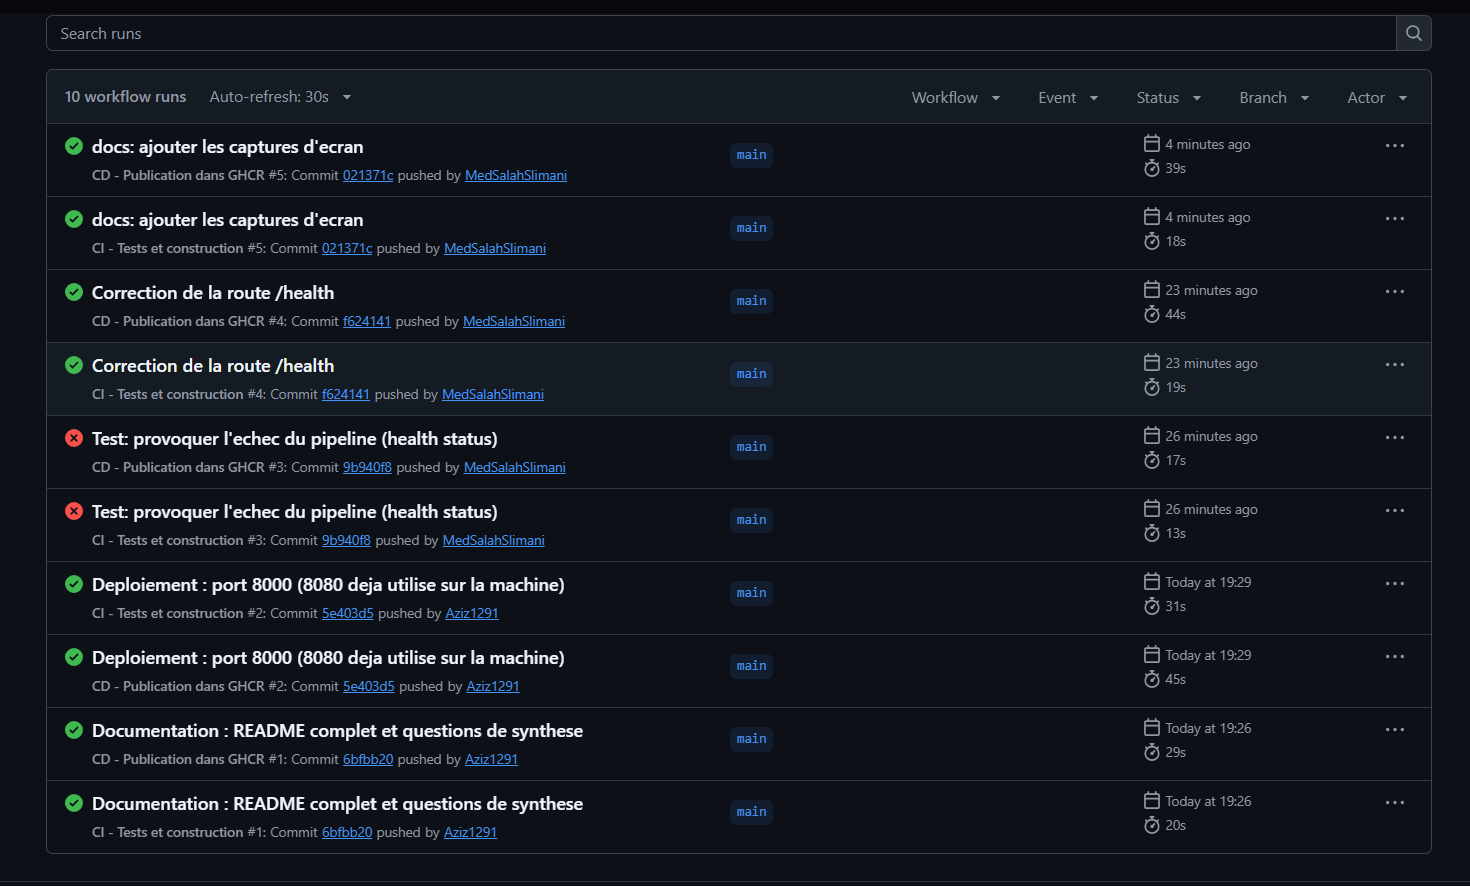 Search runs
10 workflow runs Auto-refresh: 30s Workflow Event Status Branch Actor
docs: ajouter les captures d'ecran
CD - Publication dans GHCR #5: Commit 021371c pushed by MedSalahSlimani
main
4 minutes ago
39s
docs: ajouter les captures d'ecran
CI - Tests et construction #5: Commit 021371c pushed by MedSalahSlimani
main
4 minutes ago
18s
Correction de la route /health
CD - Publication dans GHCR #4: Commit f624141 pushed by MedSalahSlimani
main
23 minutes ago
44s
Correction de la route /health
CI - Tests et construction #4: Commit f624141 pushed by MedSalahSlimani
main
23 minutes ago
19s
Test: provoquer l'echec du pipeline (health status)
CD - Publication dans GHCR #3: Commit 9b940f8 pushed by MedSalahSlimani
main
26 minutes ago
17s
Test: provoquer l'echec du pipeline (health status)
CI - Tests et construction #3: Commit 9b940f8 pushed by MedSalahSlimani
main
26 minutes ago
13s
Deploiement : port 8000 (8080 deja utilise sur la machine)
CI - Tests et construction #2: Commit 5e403d5 pushed by Aziz1291
main
Today at 19:29
31s
Deploiement : port 8000 (8080 deja utilise sur la machine)
CD - Publication dans GHCR #2: Commit 5e403d5 pushed by Aziz1291
main
Today at 19:29
45s
Documentation : README complet et questions de synthese
CD - Publication dans GHCR #1: Commit 6bfbb20 pushed by Aziz1291
main
Today at 19:26
29s
Documentation : README complet et questions de synthese
CI - Tests et construction #1: Commit 6bfbb20 pushed by Aziz1291
main
Today at 19:26
20s